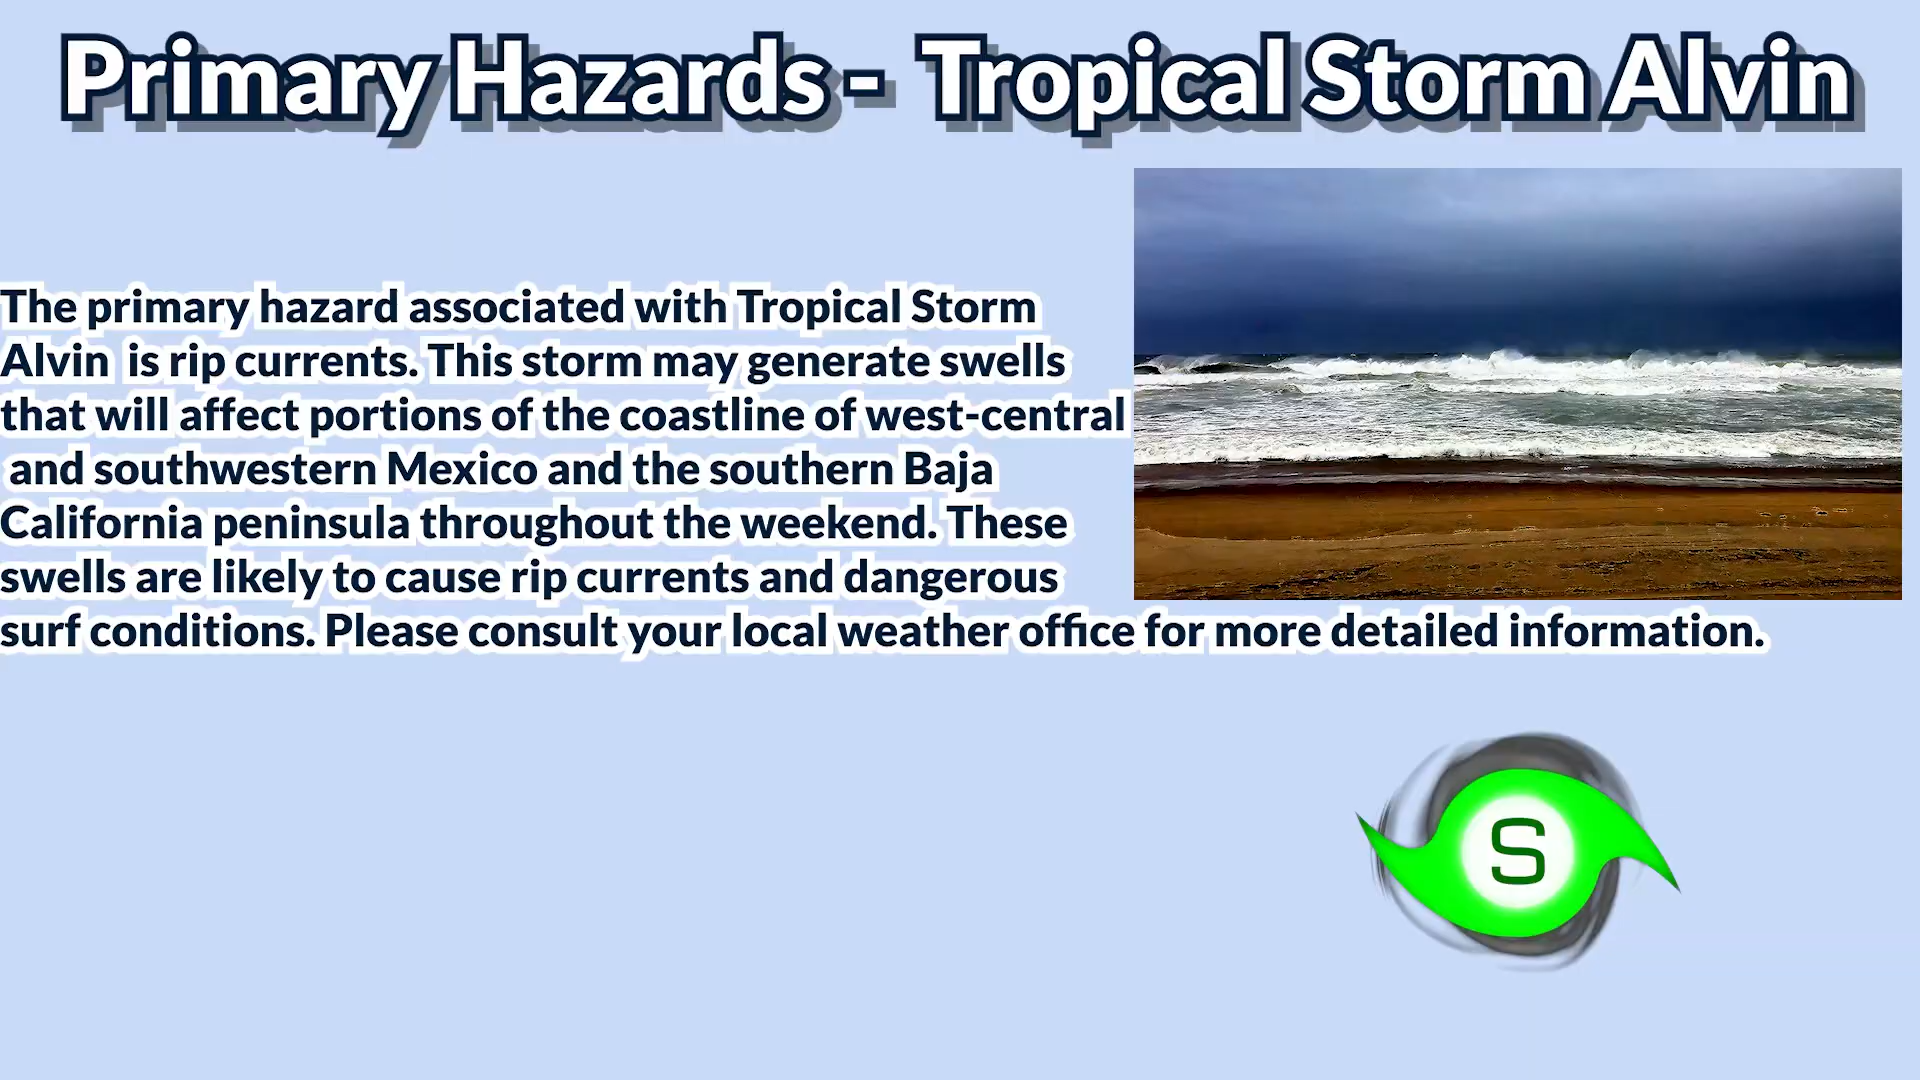 Primary Hazards - Tropical Storm Alvin
The primary hazard associated with Tropical Storm
Alvin is rip currents. This storm may generate swells
that will affect portions of the coastline of west-central
and southwestern Mexico and the southern Baja
California peninsula throughout the weekend. These
swells are likely to cause rip currents and dangerous
surf conditions. Please consult your local weather office for more detailed information.
S